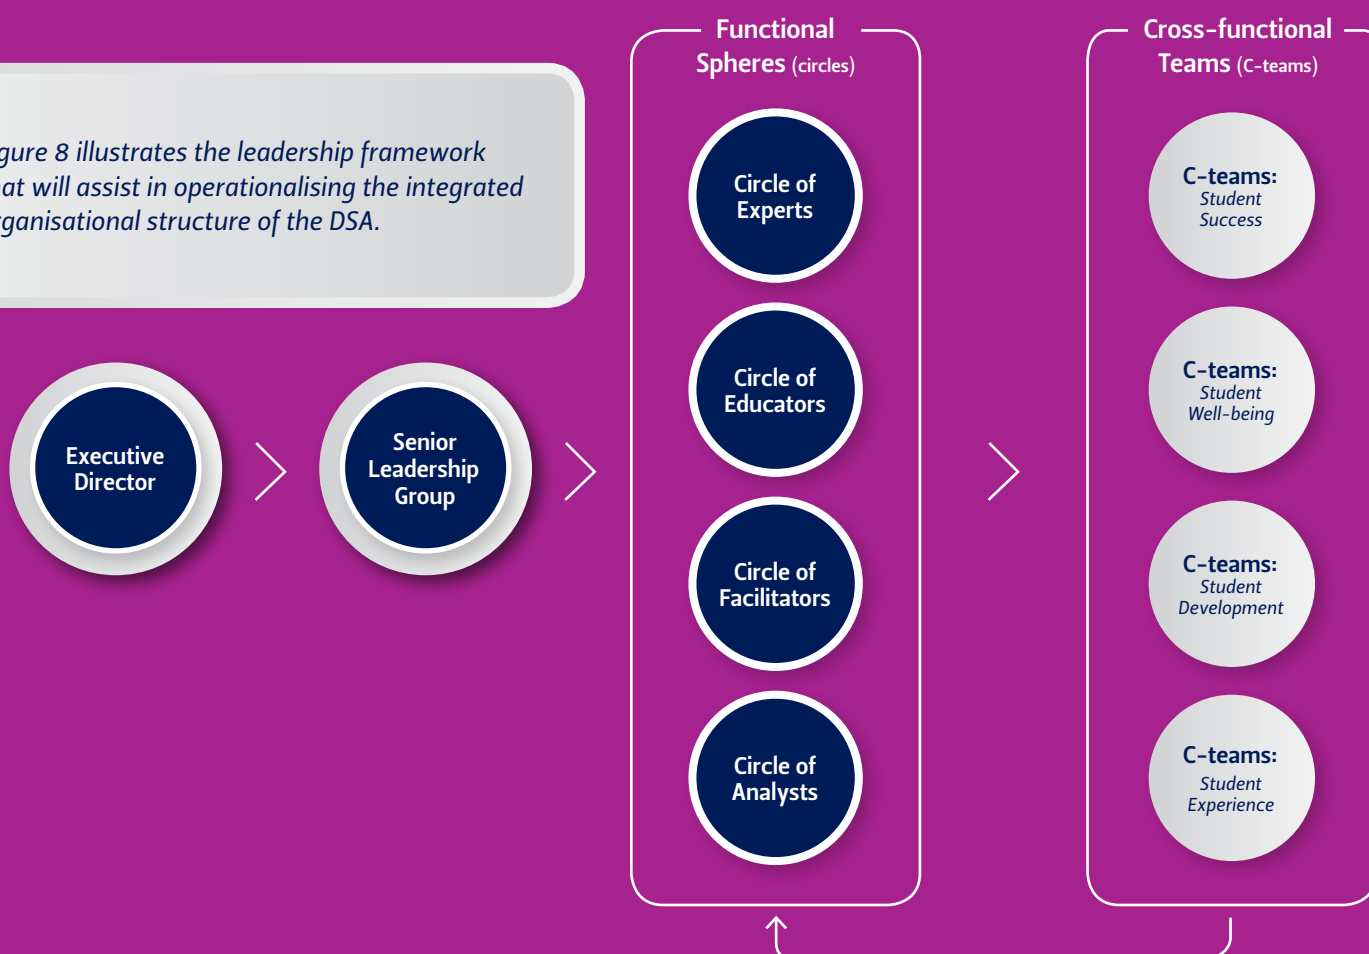 gure 8 illustrates the leadership framework
at will assist in operationalising the integrated
ganisational structure of the DSA.
Executive
Director
Senior
Leadership
Group
Functional
Spheres (circles)
Circle of
Experts
Circle of
Educators
Circle of
Facilitators
Circle of
Analysts
Cross-functional
Teams (C-teams)
C-teams:
Student
Success
C-teams:
Student
Well-being
C-teams:
Student
Development
C-teams:
Student
Experience